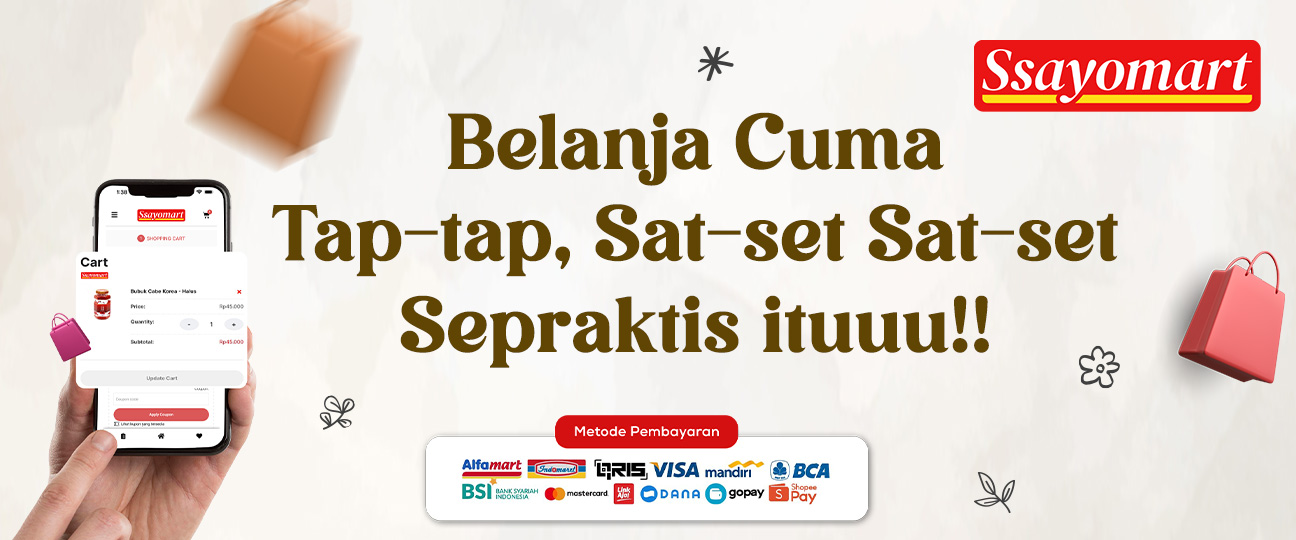 Ssayomart
Belanja Cuma
Tap-tap, Sat-set Sat-set
Sepraktis ituuu!!
1:38
Ssayomart
SHOPPING CART
Cart
Ssayomart
Bubuk Cabe Korea - Halus
Price: Rp45.000
Quantity: - 1 +
Subtotal: Rp45.000
Update Cart
Apply Coupon
Metode Pembayaran
Alfamart Indomaret QRIS VISA mandiri BCA
BSI BANK SYARIAH INDONESIA mastercard LinkAja! DANA gopay Shopee Pay